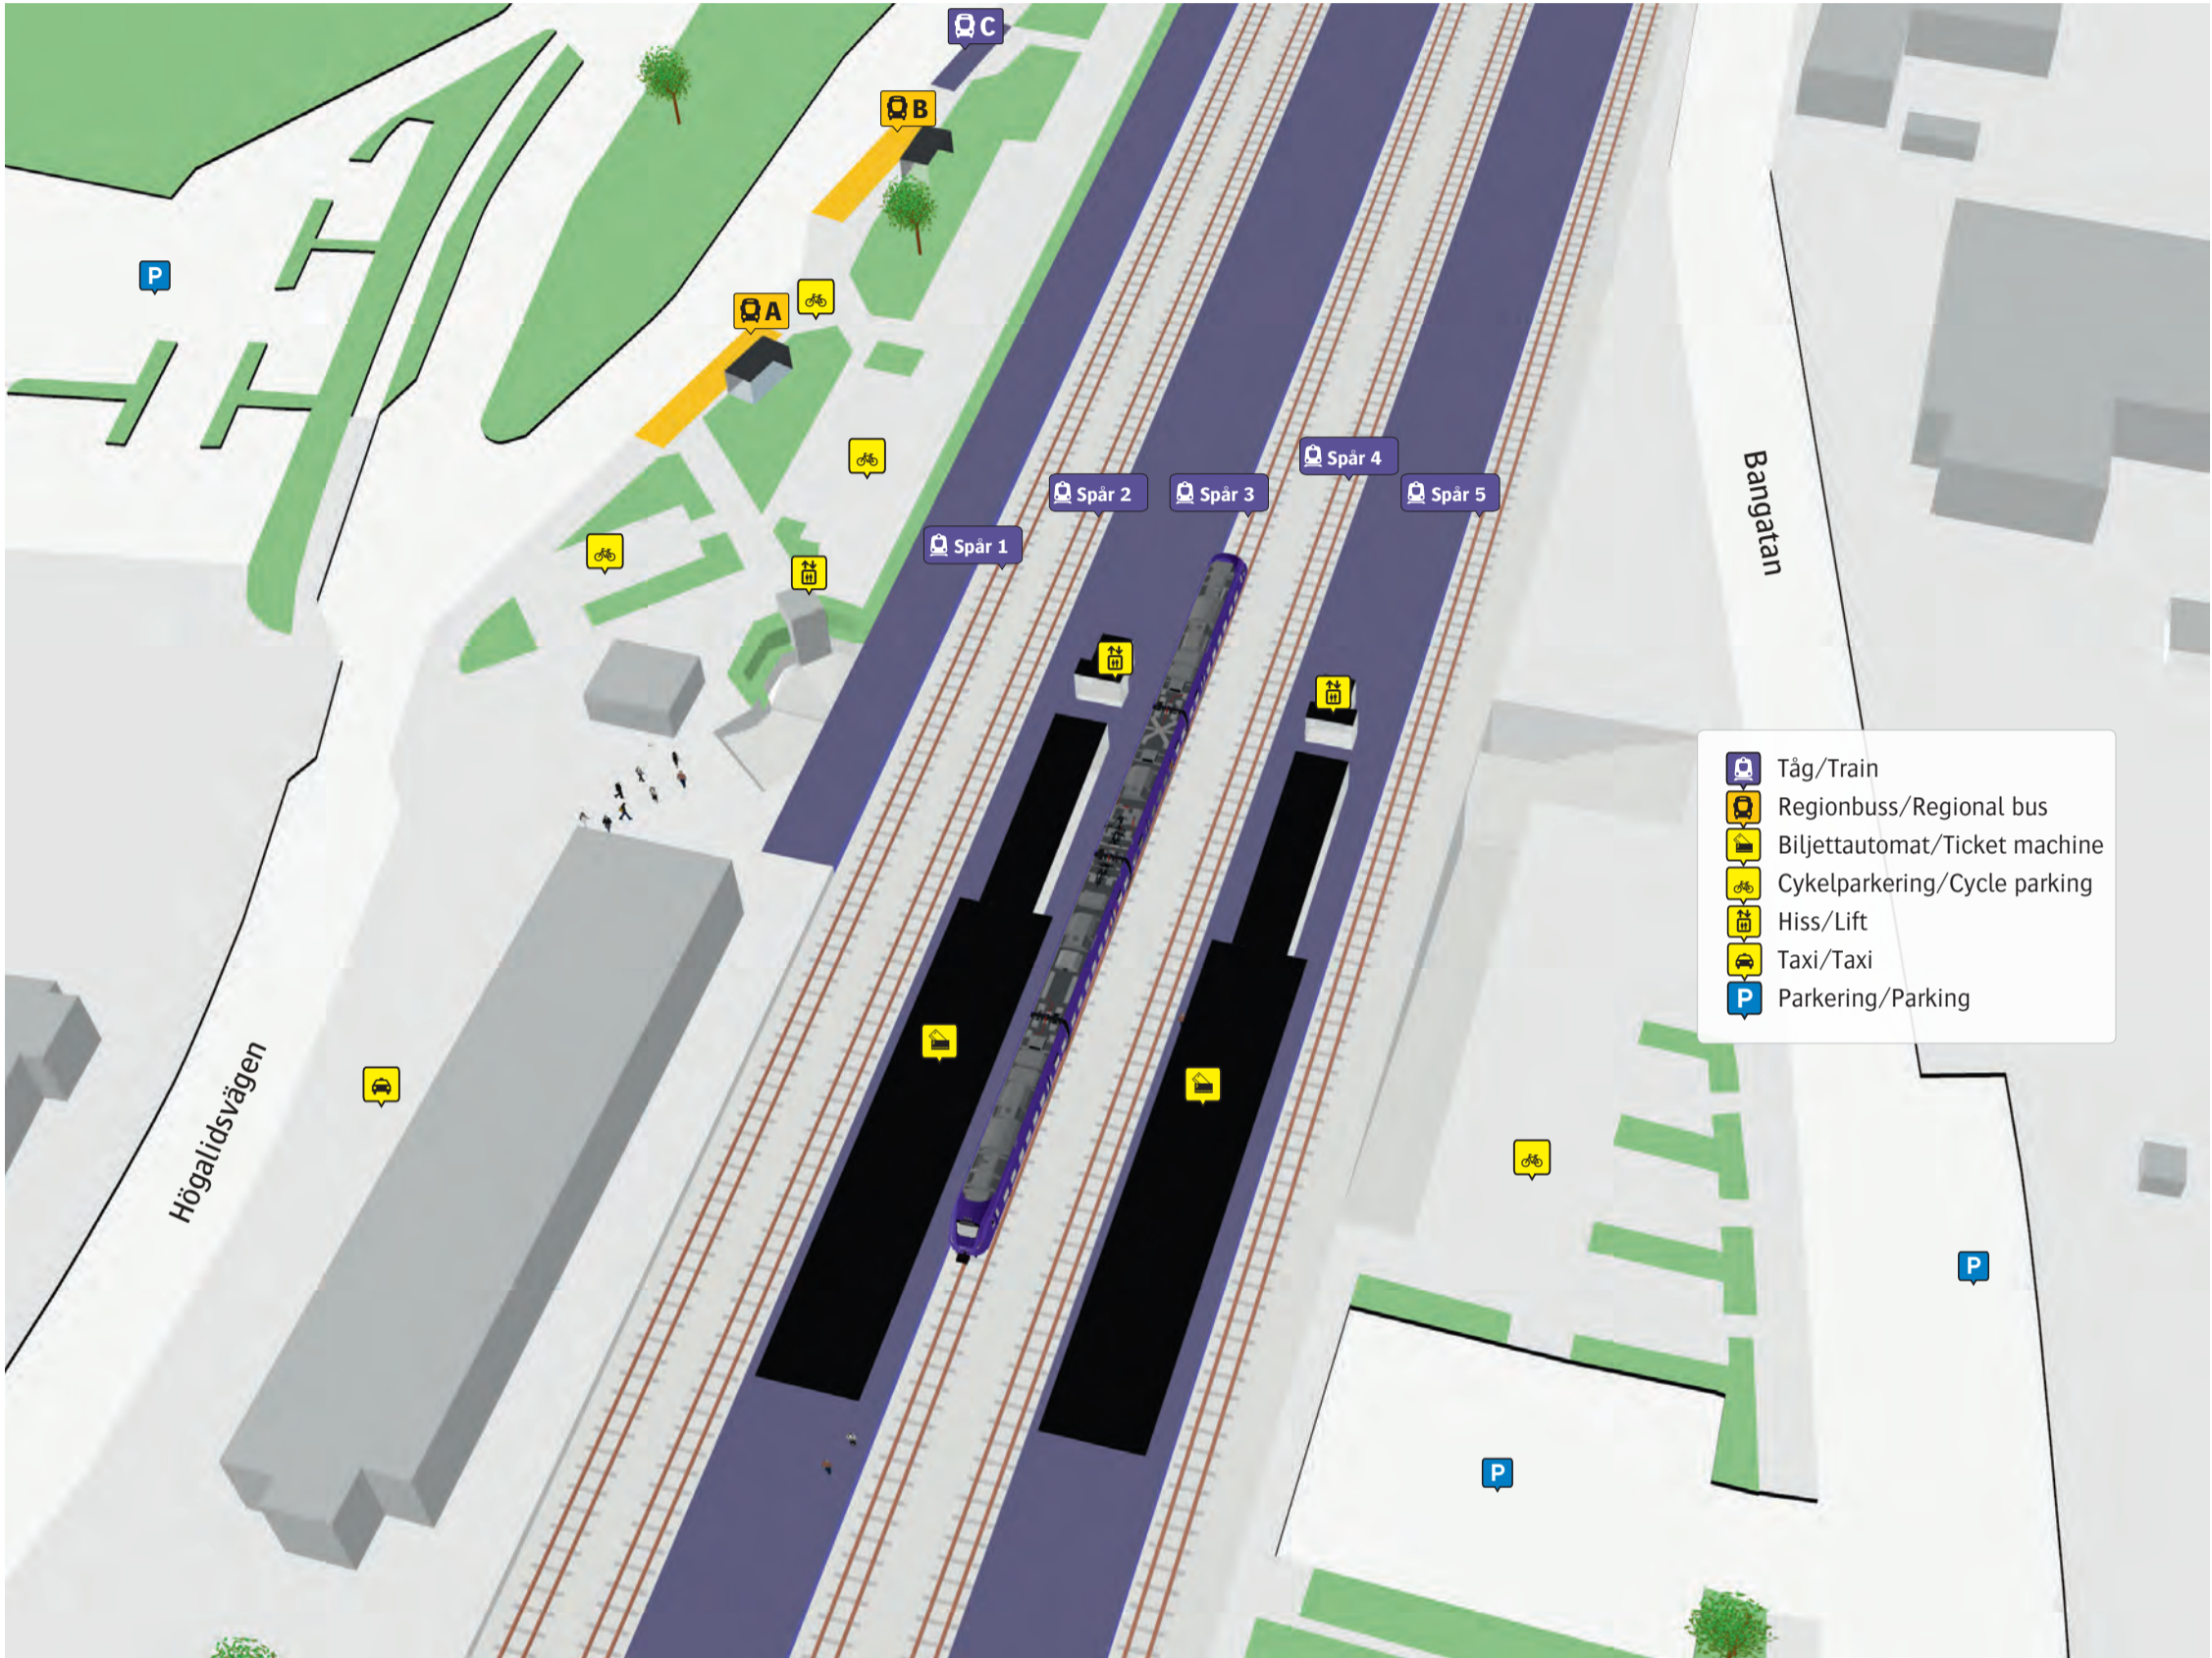 C
B
A
P
Spår 4
Spår 2
Spår 3
Spår 5
Spår 1
Bangatan
Tåg/Train
Regionbuss/Regional bus
Biljettautomat/Ticket machine
Cykelparkering/Cycle parking
Hiss/Lift
Taxi/Taxi
P Parkering/Parking
Högalidsvägen
P
P